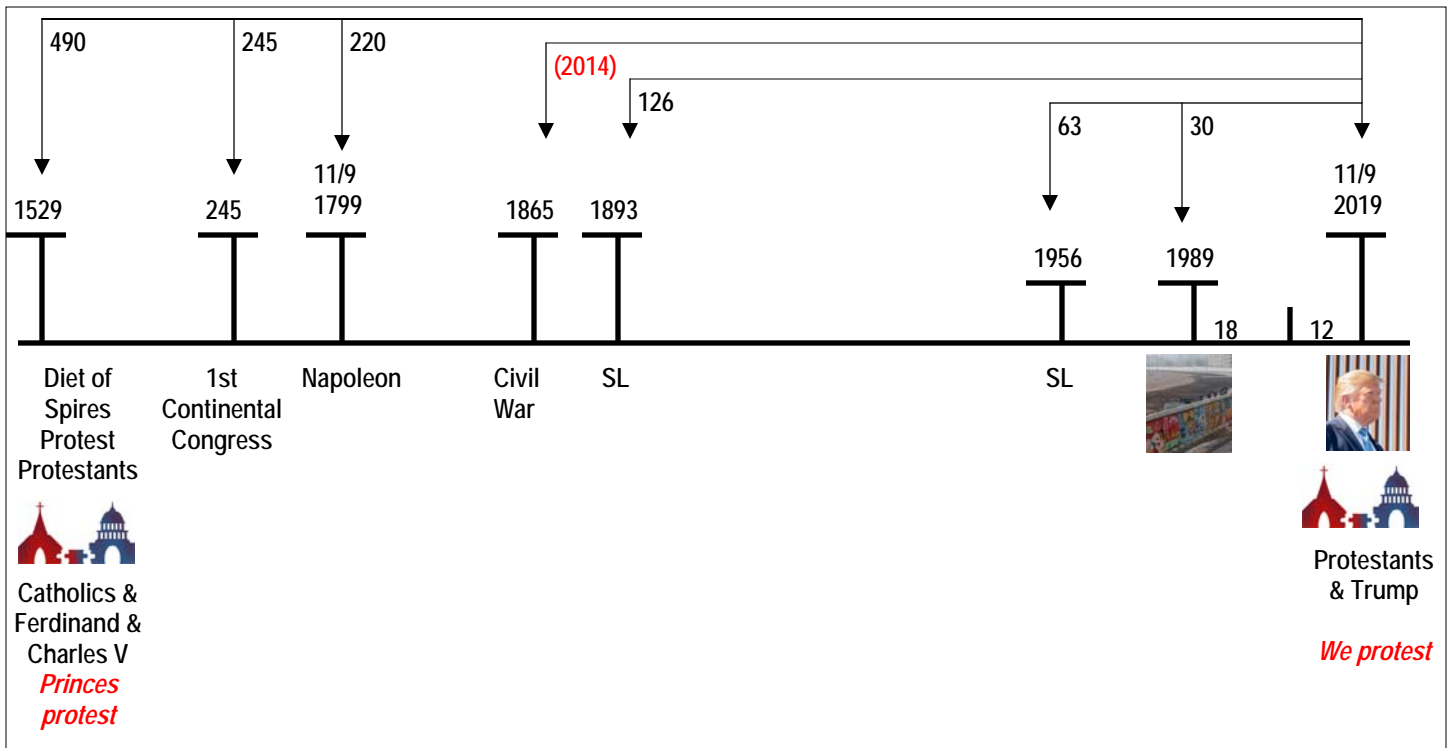 490
245
220
(2014)
126
63
30
11/9
1799
11/9
2019
1529
245
1865
1893
1956
1989
18
12
Diet of
Spires
Protest
Protestants
1st
Continental
Congress
Napoleon
Civil
War
SL
SL
Catholics &
Ferdinand &
Charles V
Princes
protest
Protestants
& Trump
We protest